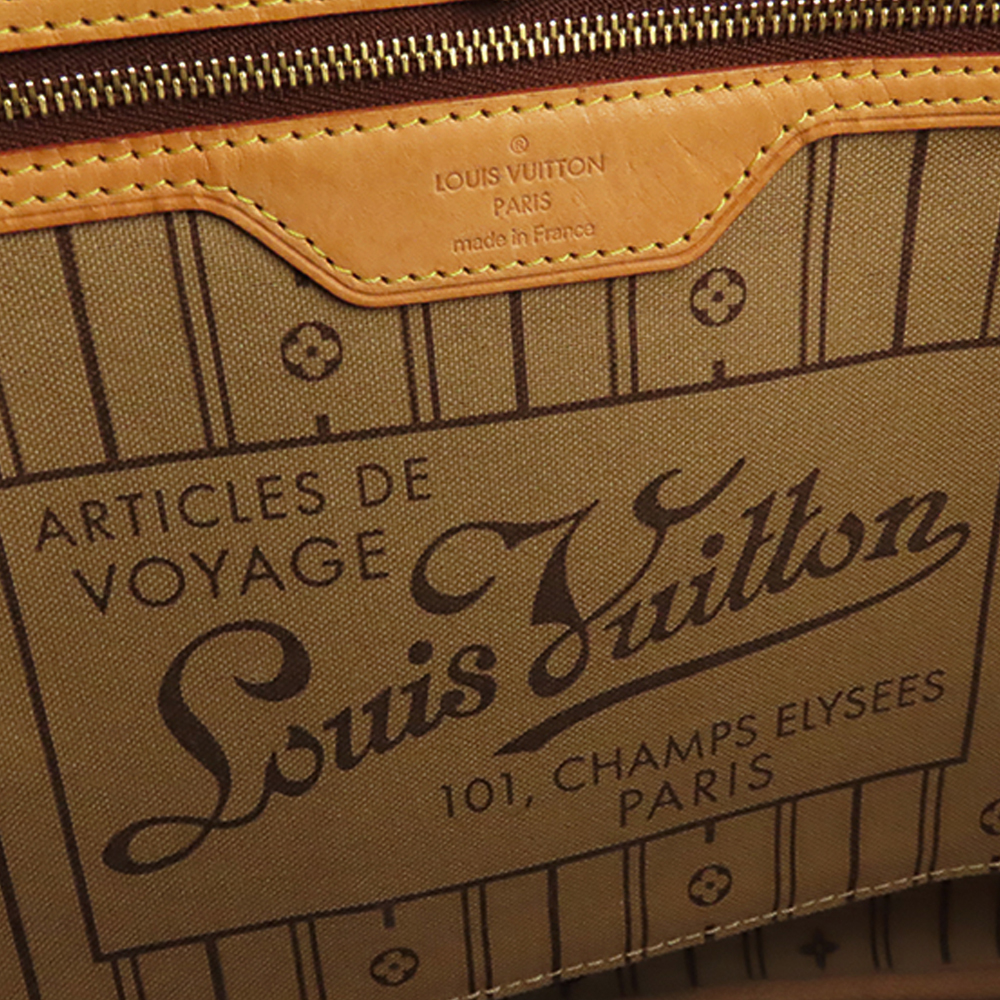 ®
LOUIS VUITTON
PARIS
made in France
ARTICLES DE
VOYAGE
Louis Vuitton
101, CHAMPS ELYSEES
PARIS